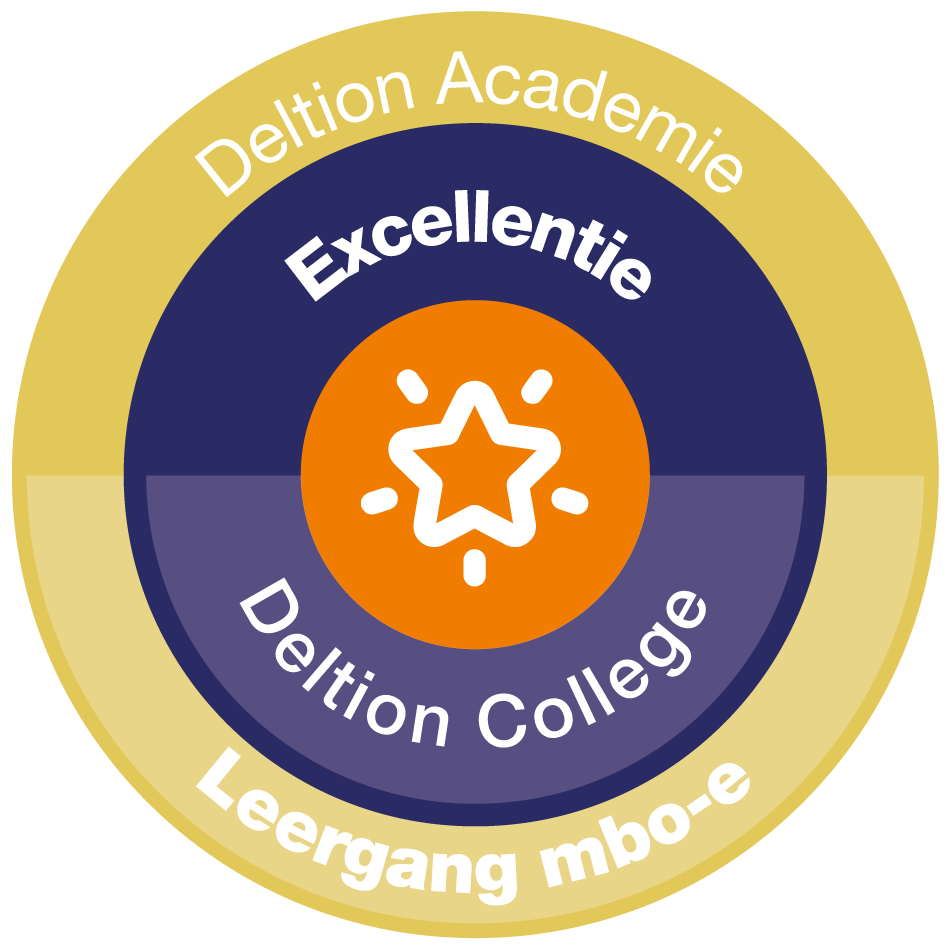 Deltion Academie
Excellentie
Deltion College
Leergang mbo-e